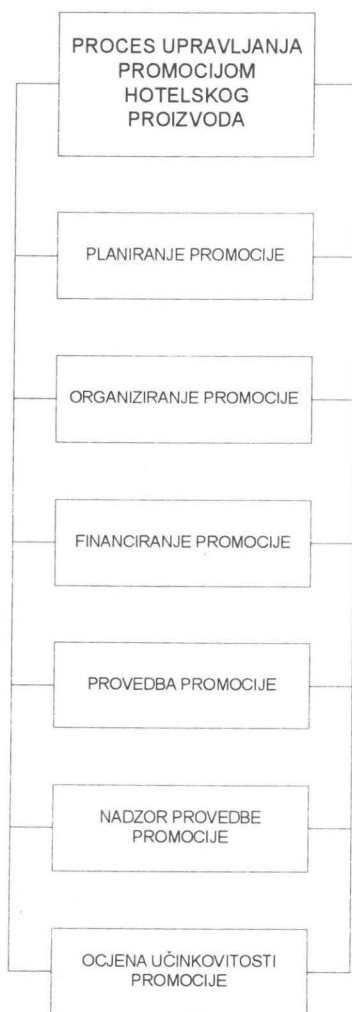 PROCES UPRAVLJANJA
PROMOCIJOM
HOTELSKOG
PROIZVODA
PLANIRANJE PROMOCIJE
ORGANIZIRANJE PROMOCIJE
FINANCIRANJE PROMOCIJE
PROVEDBA PROMOCIJE
NADZOR PROVEDBE
PROMOCIJE
OCJENA UČINKOVITOSTI
PROMOCIJE